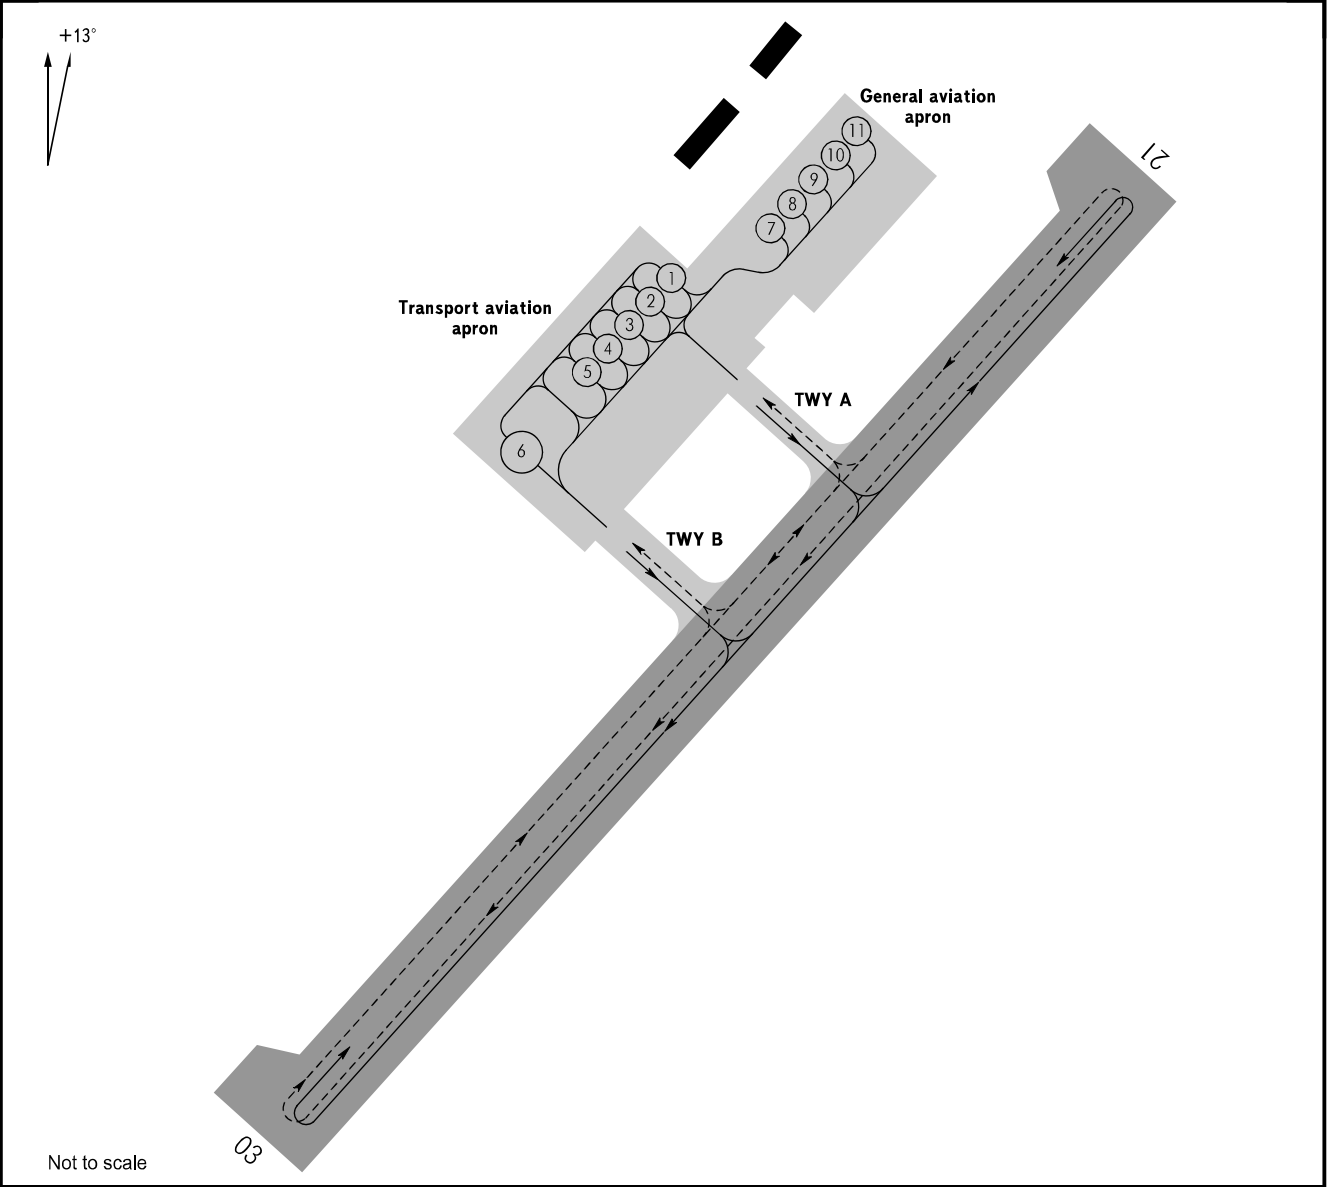 +13°
General aviation
apron
11
10
9
8
7
21
1
2
3
4
5
6
Transport aviation
apron
TWY A
TWY B
03
Not to scale